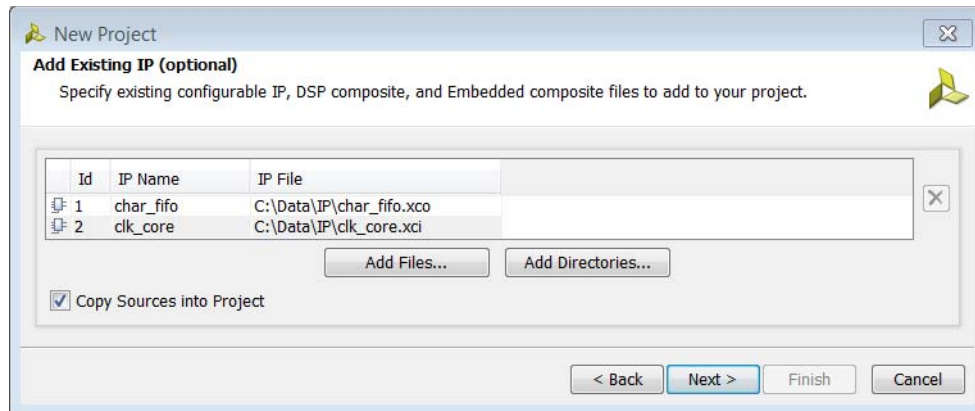 New Project
Add Existing IP (optional)
Specify existing configurable IP, DSP composite, and Embedded composite files to add to your project.
Id IP Name IP File
1 char_fifo C:\Data\IP\char_fifo.xco
2 clk_core C:\Data\IP\clk_core.xci
Add Files... Add Directories...
Copy Sources into Project
< Back Next > Finish Cancel